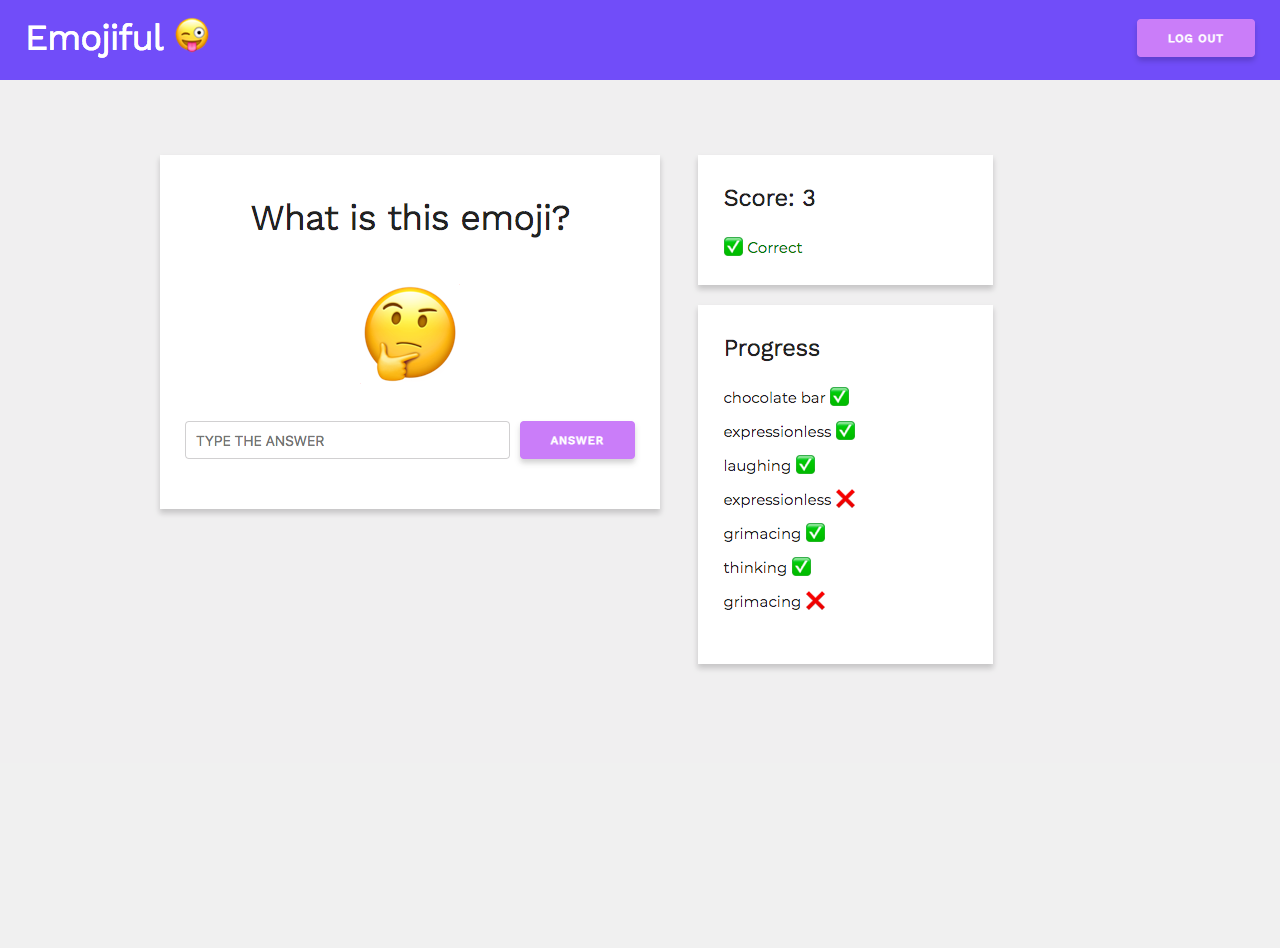 Emojiful 😜
LOG OUT
What is this emoji?
TYPE THE ANSWER
ANSWER
Score: 3
✅ Correct
Progress
chocolate bar ✅
expressionless ✅
laughing ✅
expressionless ❌
grimacing ✅
thinking ✅
grimacing ❌